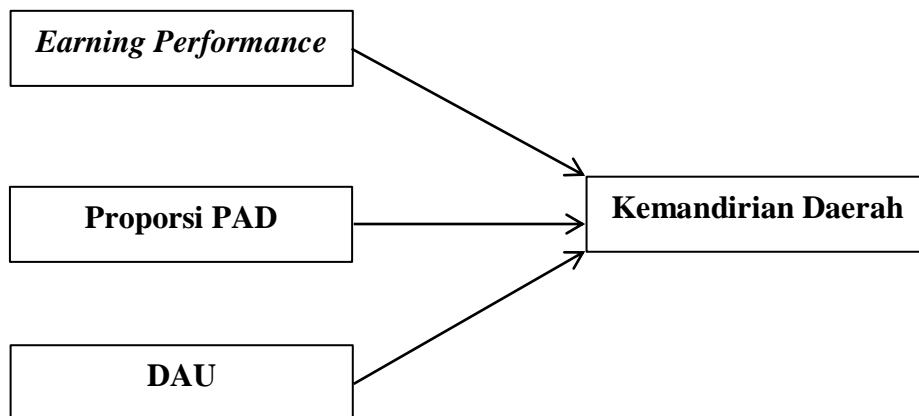 Earning Performance
Proporsi PAD
Kemandirian Daerah
DAU